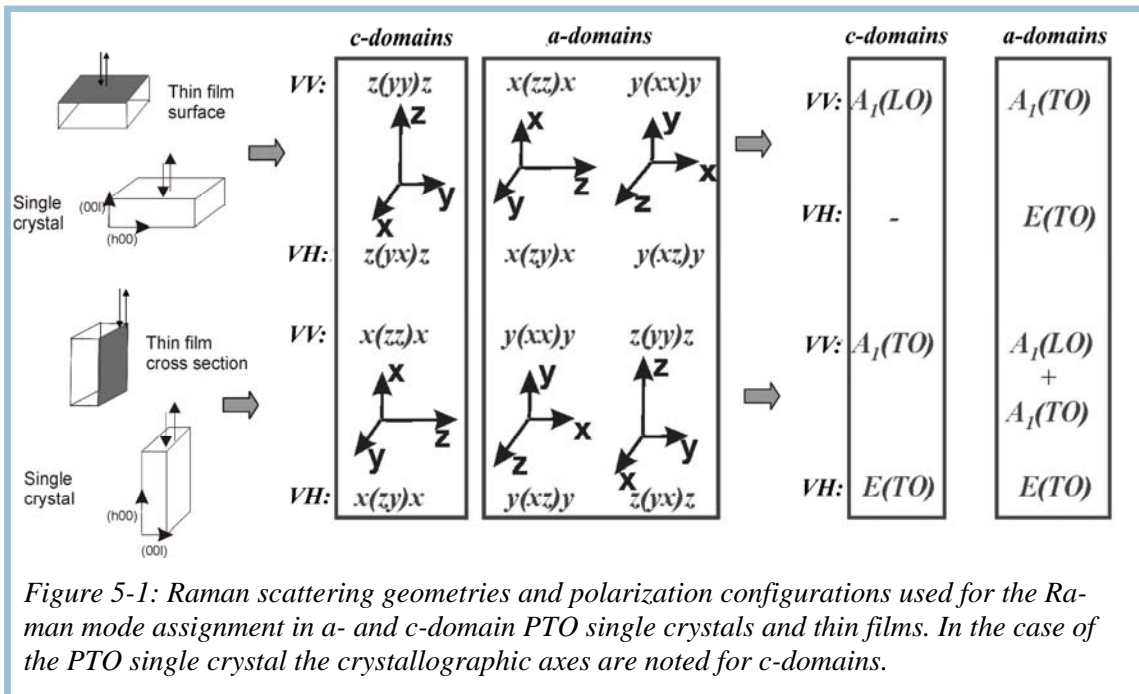 c-domains a-domains c-domains a-domains
Thin film
surface
VV: z(yy)z x(zz)x y(xx)y
z
y
x
x
z
y
y
x
z
VH: z(yx)z x(zy)x y(xz)y
VV: A1(LO) A1(TO)
VH: - E(TO)
Single
crystal
(00l)
(h00)
Thin film
cross section
VV: x(zz)x y(xx)y z(yy)z
x
z
y
y
x
z
z
y
x
VH: x(zy)x y(xz)y z(yx)z
VV: A1(TO) A1(LO)
+
A1(TO)
VH: E(TO) E(TO)
Single
crystal
(h00)
(00l)
Figure 5-1: Raman scattering geometries and polarization configurations used for the Ra-
man mode assignment in a- and c-domain PTO single crystals and thin films. In the case of
the PTO single crystal the crystallographic axes are noted for c-domains.